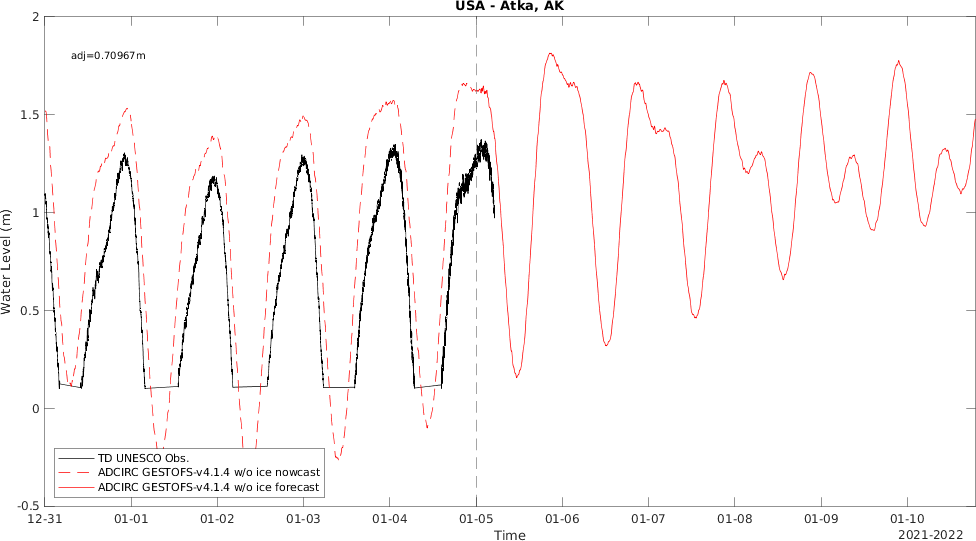 USA - Atka, AK
adj=0.70967m
Water Level (m)
2
1.5
1
0.5
0
-0.5
TD UNESCO Obs.
ADCIRC GESTOFS-v4.1.4 w/o ice nowcast
ADCIRC GESTOFS-v4.1.4 w/o ice forecast
12-31 01-01 01-02 01-03 01-04 01-05 01-06 01-07 01-08 01-09 01-10
Time
2021-2022